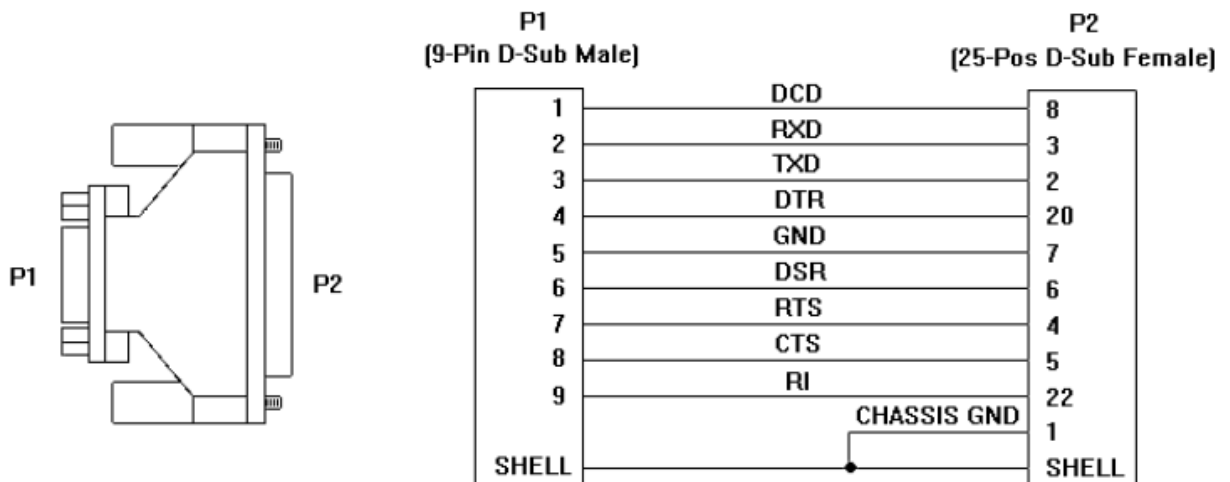 P1
(9-Pin D-Sub Male)
P2
(25-Pos D-Sub Female)
P1
P2
1 DCD 8
2 RXD 3
3 TXD 2
4 DTR 20
5 GND 7
6 DSR 6
7 RTS 4
8 CTS 5
9 RI 22
CHASSIS GND 1
SHELL SHELL